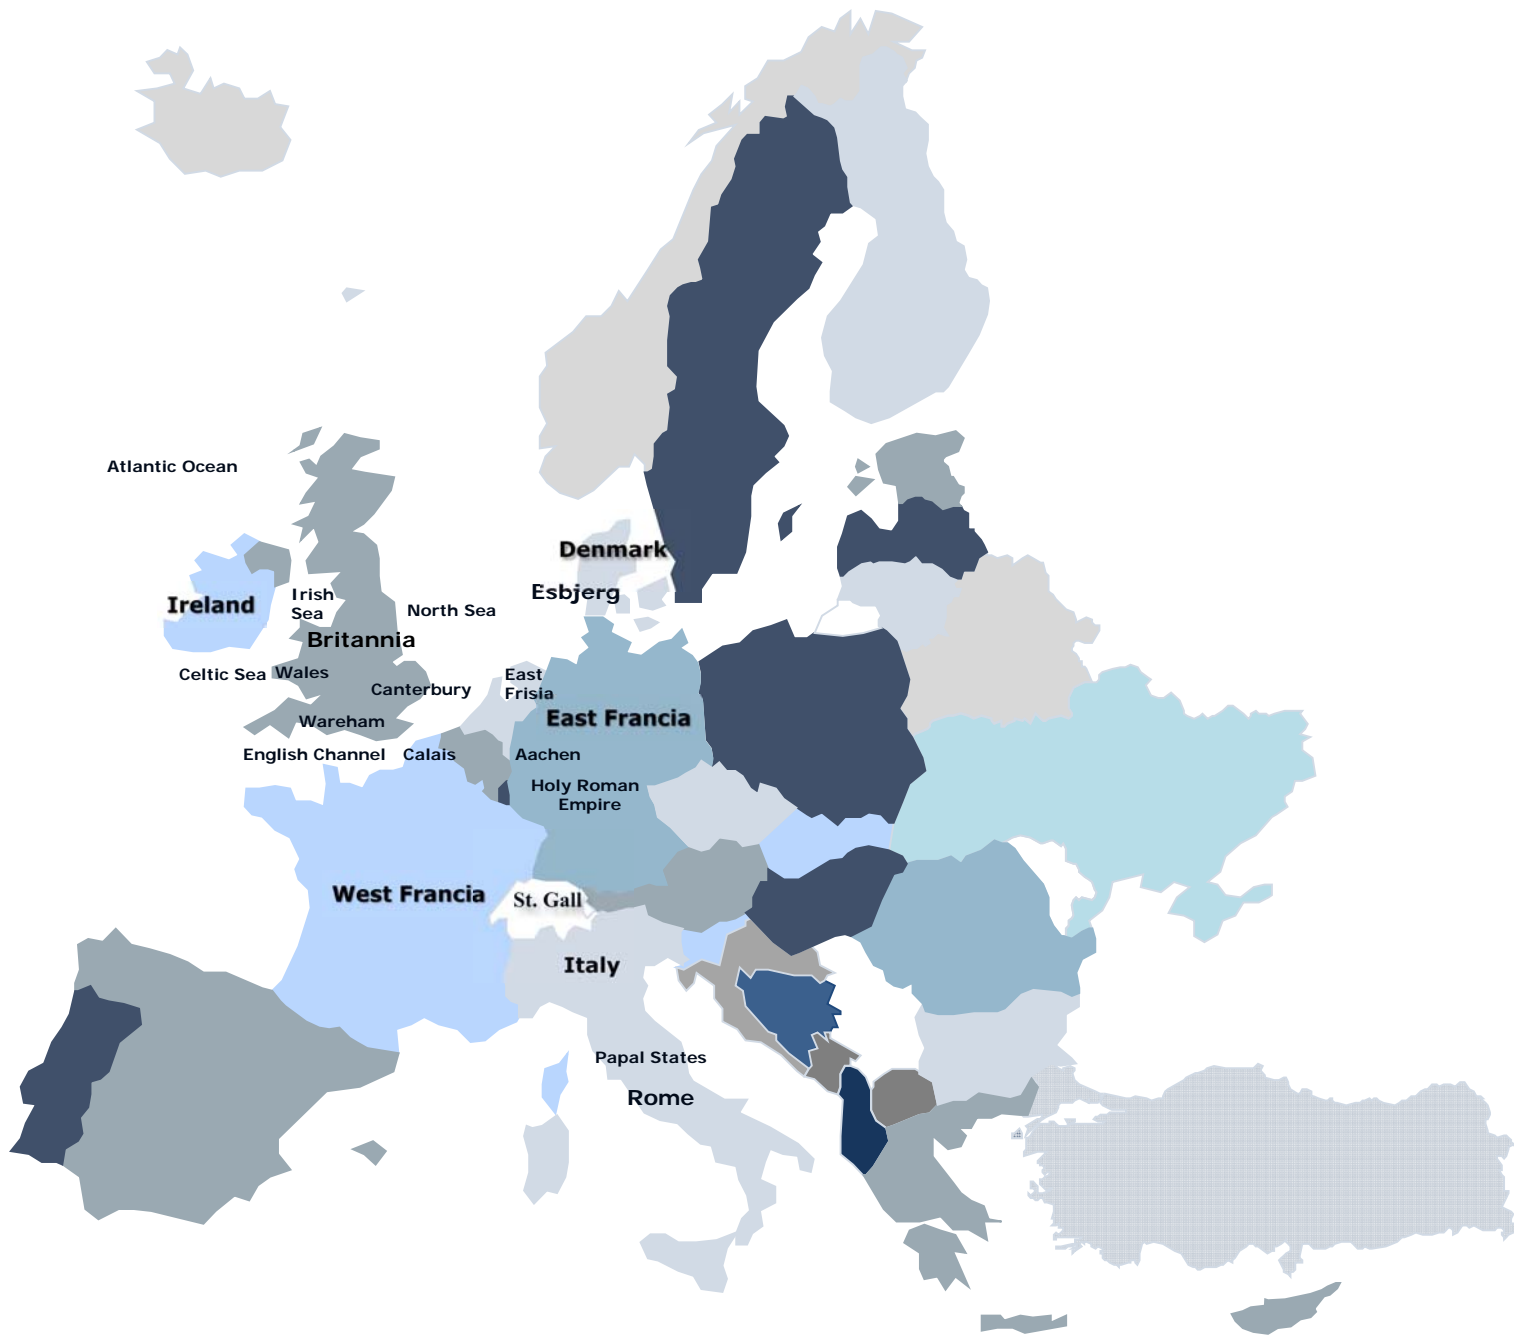 Atlantic Ocean
Denmark
Esbjerg
Irish
Sea
Ireland
North Sea
Britannia
Celtic Sea
Wales
East
Frisia
Canterbury
East Francia
Wareham
English Channel
Calais
Aachen
Holy Roman
Empire
West Francia
St. Gall
Italy
Papal States
Rome